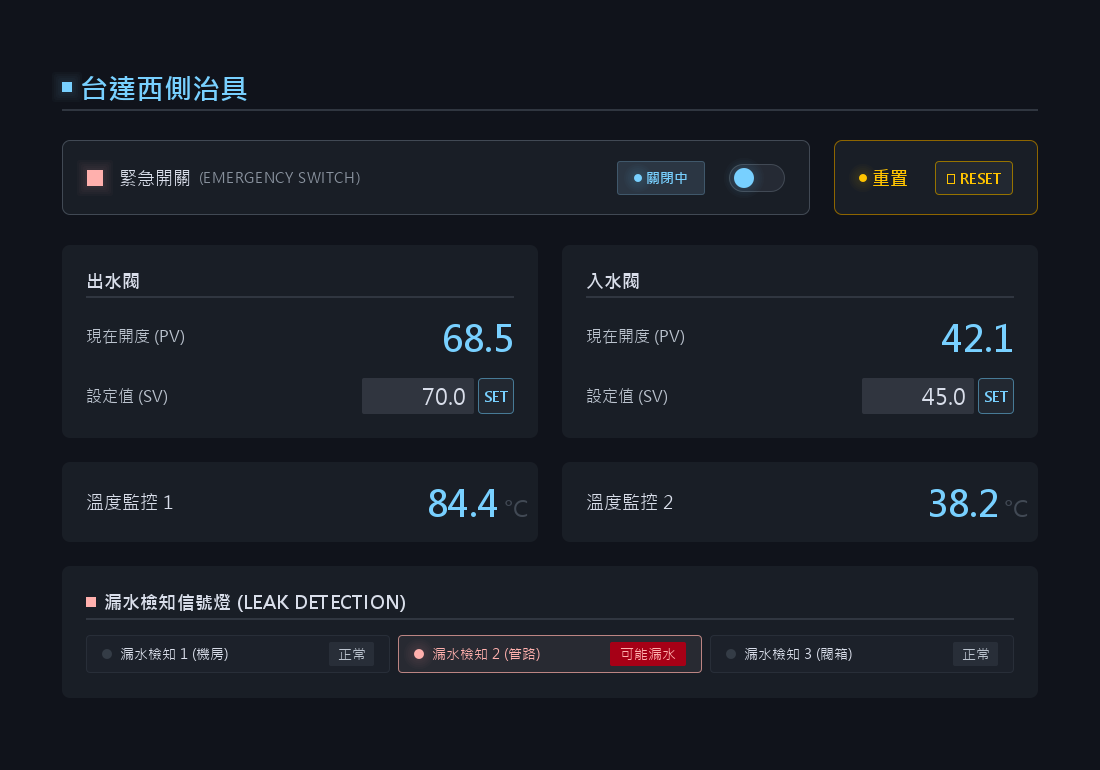 台達西側治具
緊急開關 (EMERGENCY SWITCH)
關閉中
重置
RESET
出水閥
現在開度 (PV) 68.5
設定值 (SV) 70.0 SET
入水閥
現在開度 (PV) 42.1
設定值 (SV) 45.0 SET
溫度監控 1 84.4 °C
溫度監控 2 38.2 °C
漏水檢知信號燈 (LEAK DETECTION)
漏水檢知 1 (機房) 正常
漏水檢知 2 (管路) 可能漏水
漏水檢知 3 (閥箱) 正常